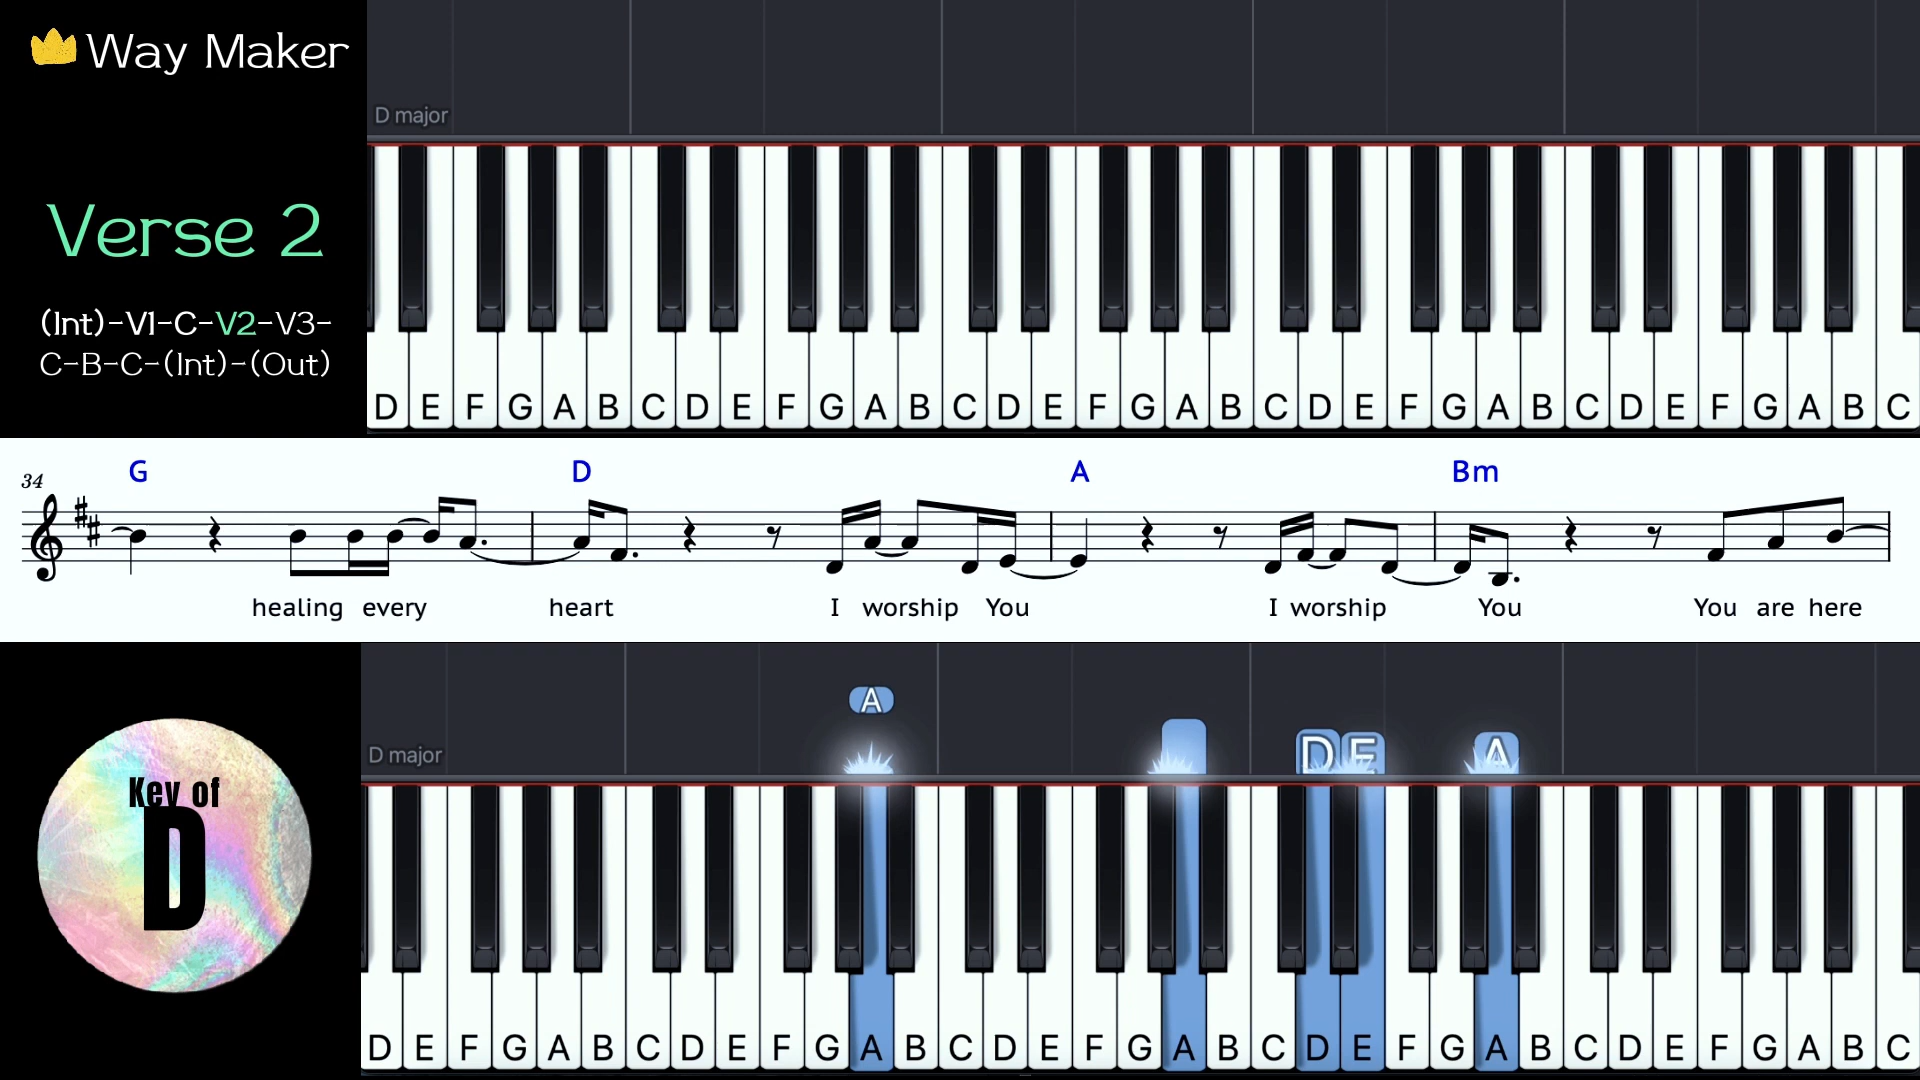 Way Maker
Verse 2
(Int)-V1-C-V2-V3-
C-B-C-(Int)-(Out)
D major
D E F G A B C D E F G A B C D E F G A B C D E F G A B C D E F G A B C
34
G D A Bm
healing every heart I worship You I worship You You are here
Key of
D
D major
A
D E A
D E F G A B C D E F G A B C D E F G A B C D E F G A B C D E F G A B C